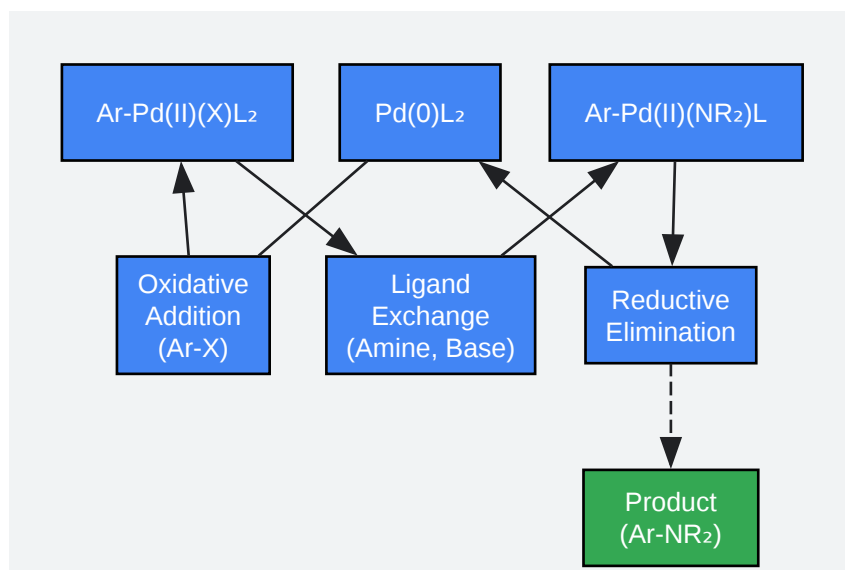 Ar-Pd(II)(X)L₂
Pd(0)L₂
Ar-Pd(II)(NR₂)L
Oxidative
Addition
(Ar-X)
Ligand
Exchange
(Amine, Base)
Reductive
Elimination
Product
(Ar-NR₂)